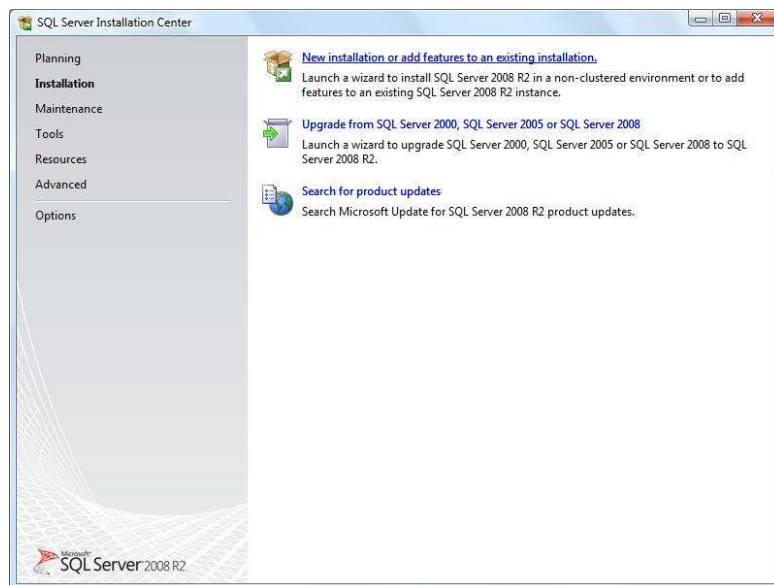 SQL Server Installation Center
Planning
Installation
Maintenance
Tools
Resources
Advanced
Options
New installation or add features to an existing installation.
Launch a wizard to install SQL Server 2008 R2 in a non-clustered environment or to add
features to an existing SQL Server 2008 R2 instance.
Upgrade from SQL Server 2000, SQL Server 2005 or SQL Server 2008
Launch a wizard to upgrade SQL Server 2000, SQL Server 2005 or SQL Server 2008 to SQL
Server 2008 R2.
Search for product updates
Search Microsoft Update for SQL Server 2008 R2 product updates.
Microsoft
SQL Server 2008 R2